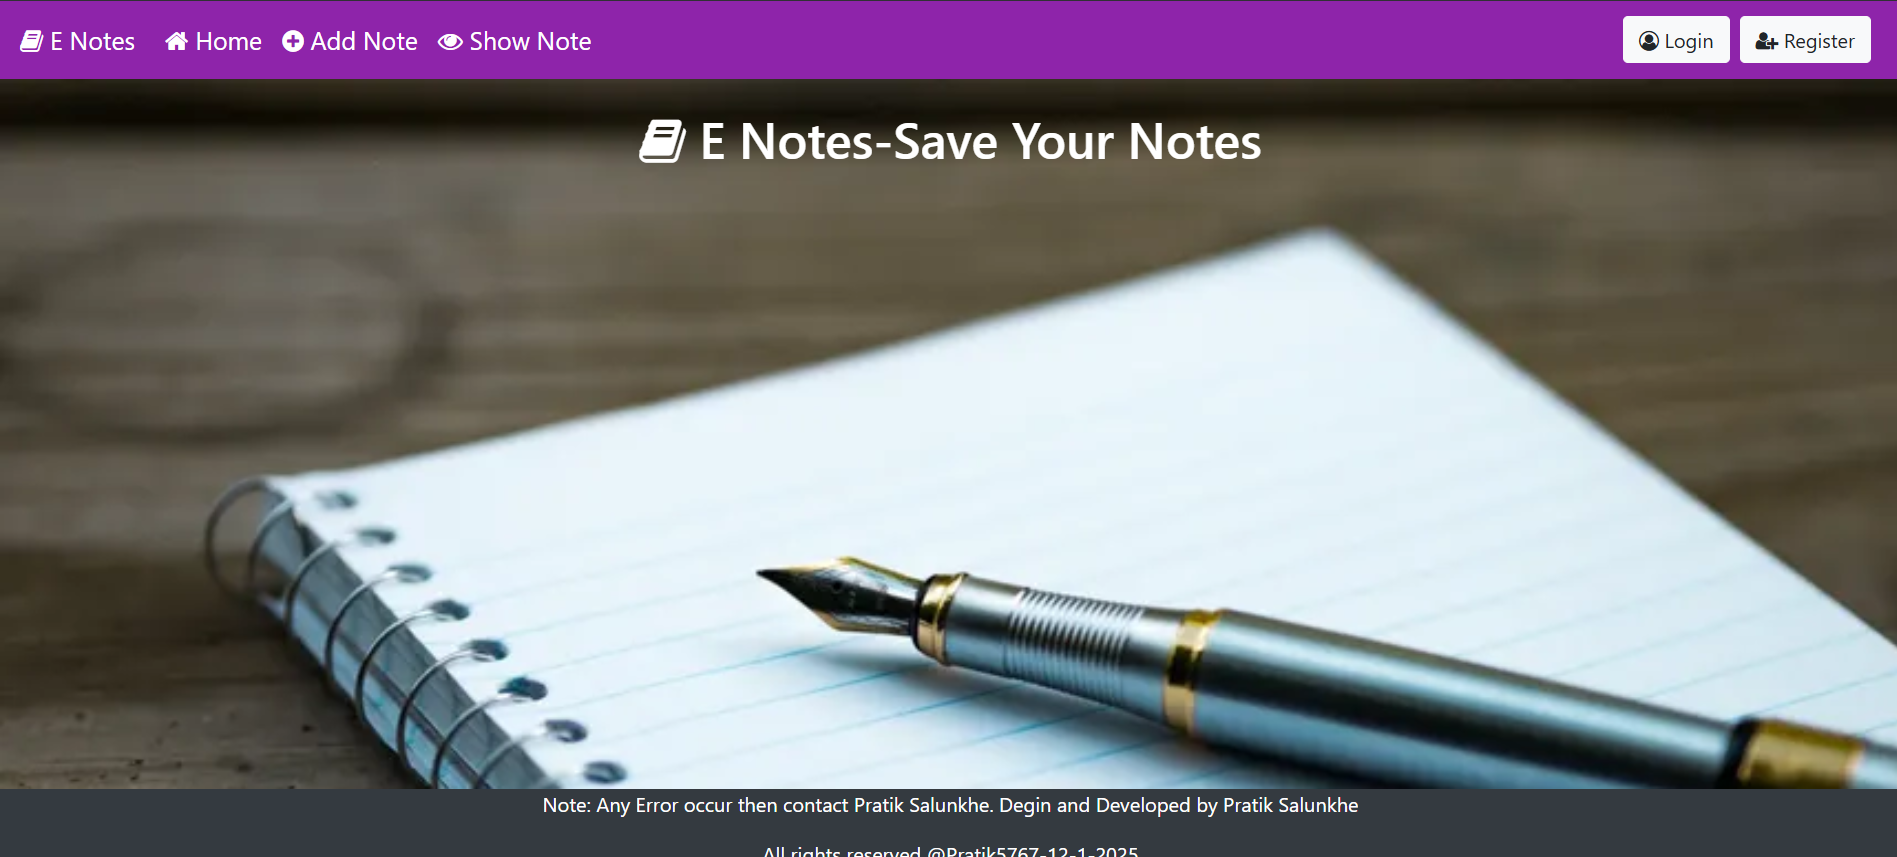 E Notes Home Add Note Show Note Login Register
E Notes-Save Your Notes
Note: Any Error occur then contact Pratik Salunkhe. Degin and Developed by Pratik Salunkhe
All rights reserved @Pratik5767-12-1-2025